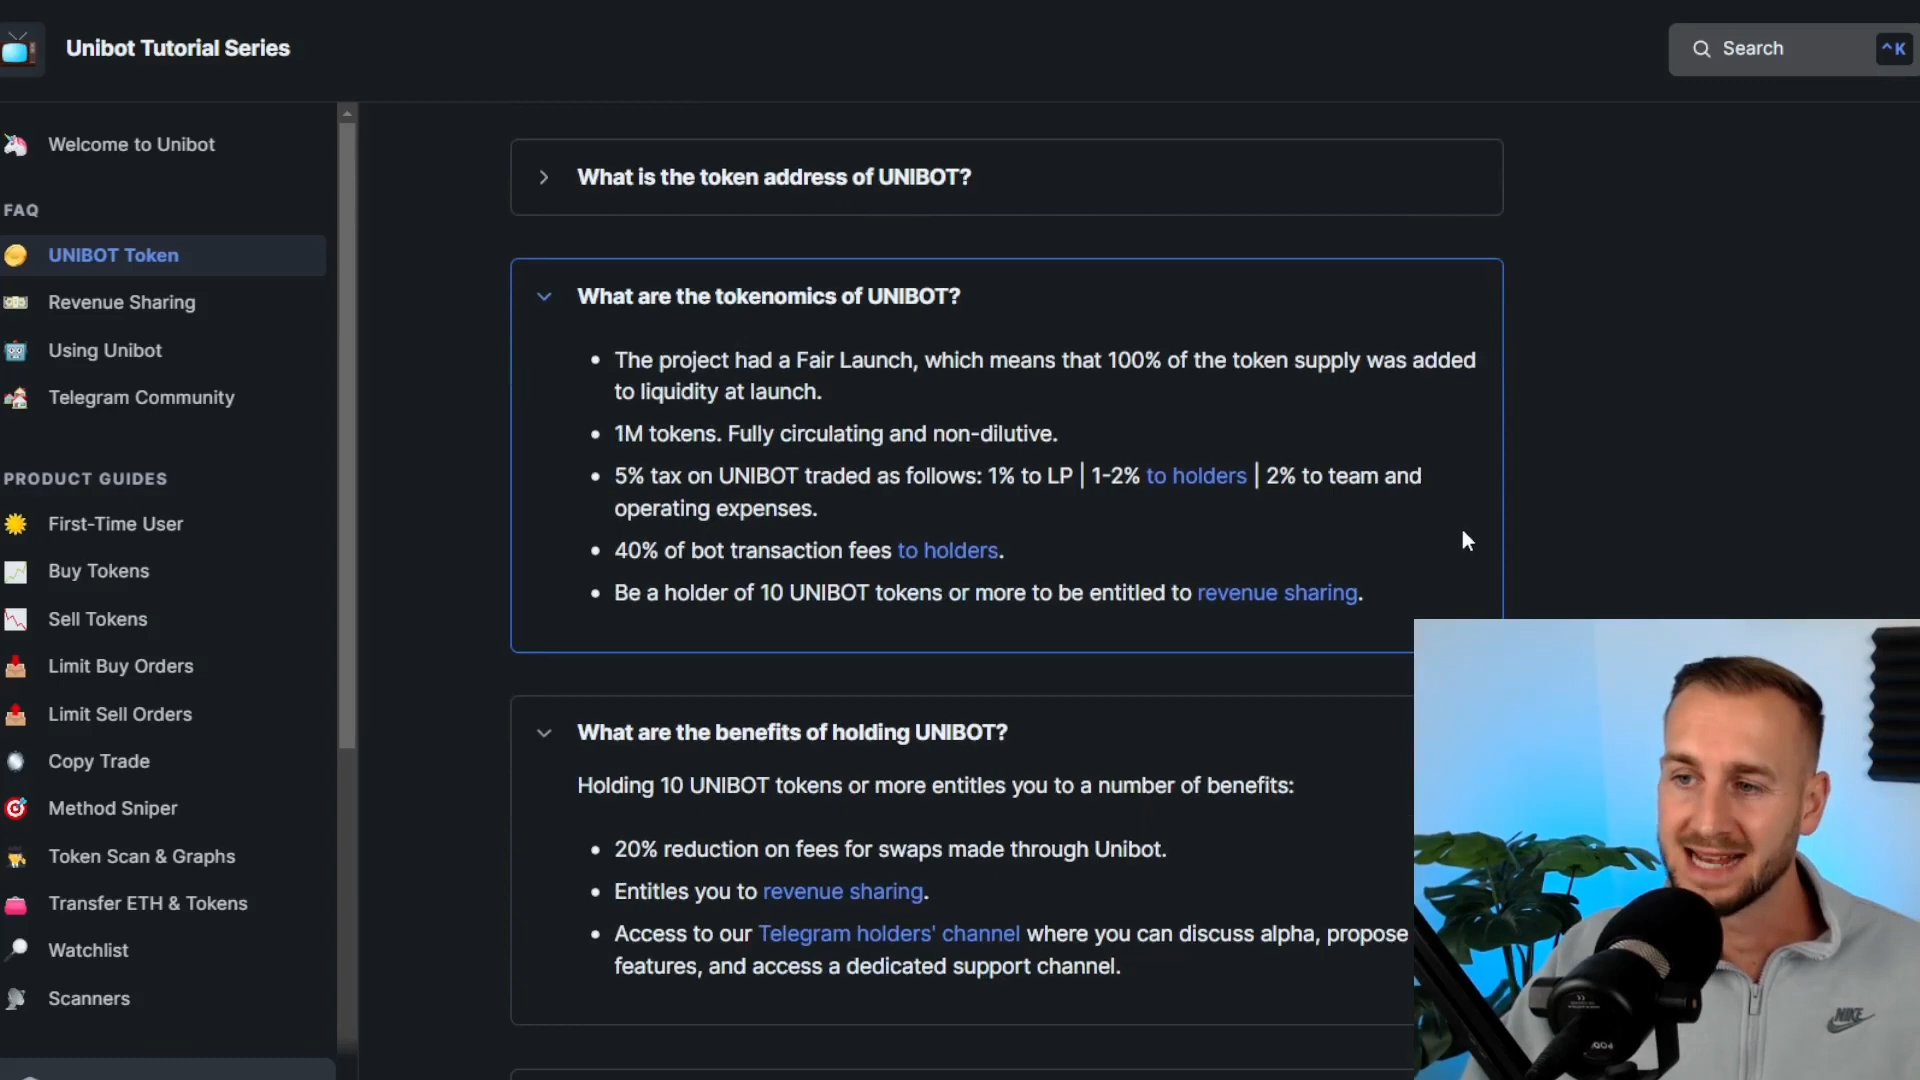 Unibot Tutorial Series
Search
^K
Welcome to Unibot
FAQ
UNIBOT Token
Revenue Sharing
Using Unibot
Telegram Community
PRODUCT GUIDES
First-Time User
Buy Tokens
Sell Tokens
Limit Buy Orders
Limit Sell Orders
Copy Trade
Method Sniper
Token Scan & Graphs
Transfer ETH & Tokens
Watchlist
Scanners
What is the token address of UNIBOT?
What are the tokenomics of UNIBOT?
• The project had a Fair Launch, which means that 100% of the token supply was added
to liquidity at launch.
• 1M tokens. Fully circulating and non-dilutive.
• 5% tax on UNIBOT traded as follows: 1% to LP | 1-2% to holders | 2% to team and
operating expenses.
• 40% of bot transaction fees to holders.
• Be a holder of 10 UNIBOT tokens or more to be entitled to revenue sharing.
What are the benefits of holding UNIBOT?
Holding 10 UNIBOT tokens or more entitles you to a number of benefits:
• 20% reduction on fees for swaps made through Unibot.
• Entitles you to revenue sharing.
• Access to our Telegram holders' channel where you can discuss alpha, propose
features, and access a dedicated support channel.
NIKE